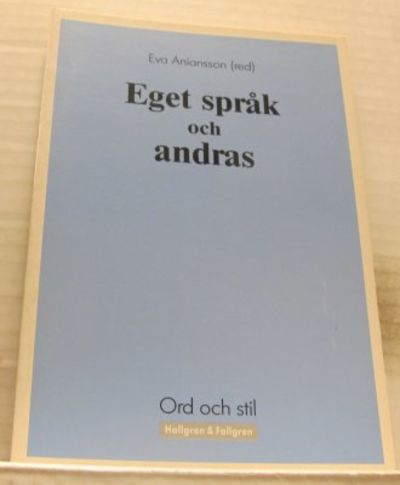 Eva Aniansson (red)
Eget språk
och
andras
Ord och stil
Hallgren & Fallgren